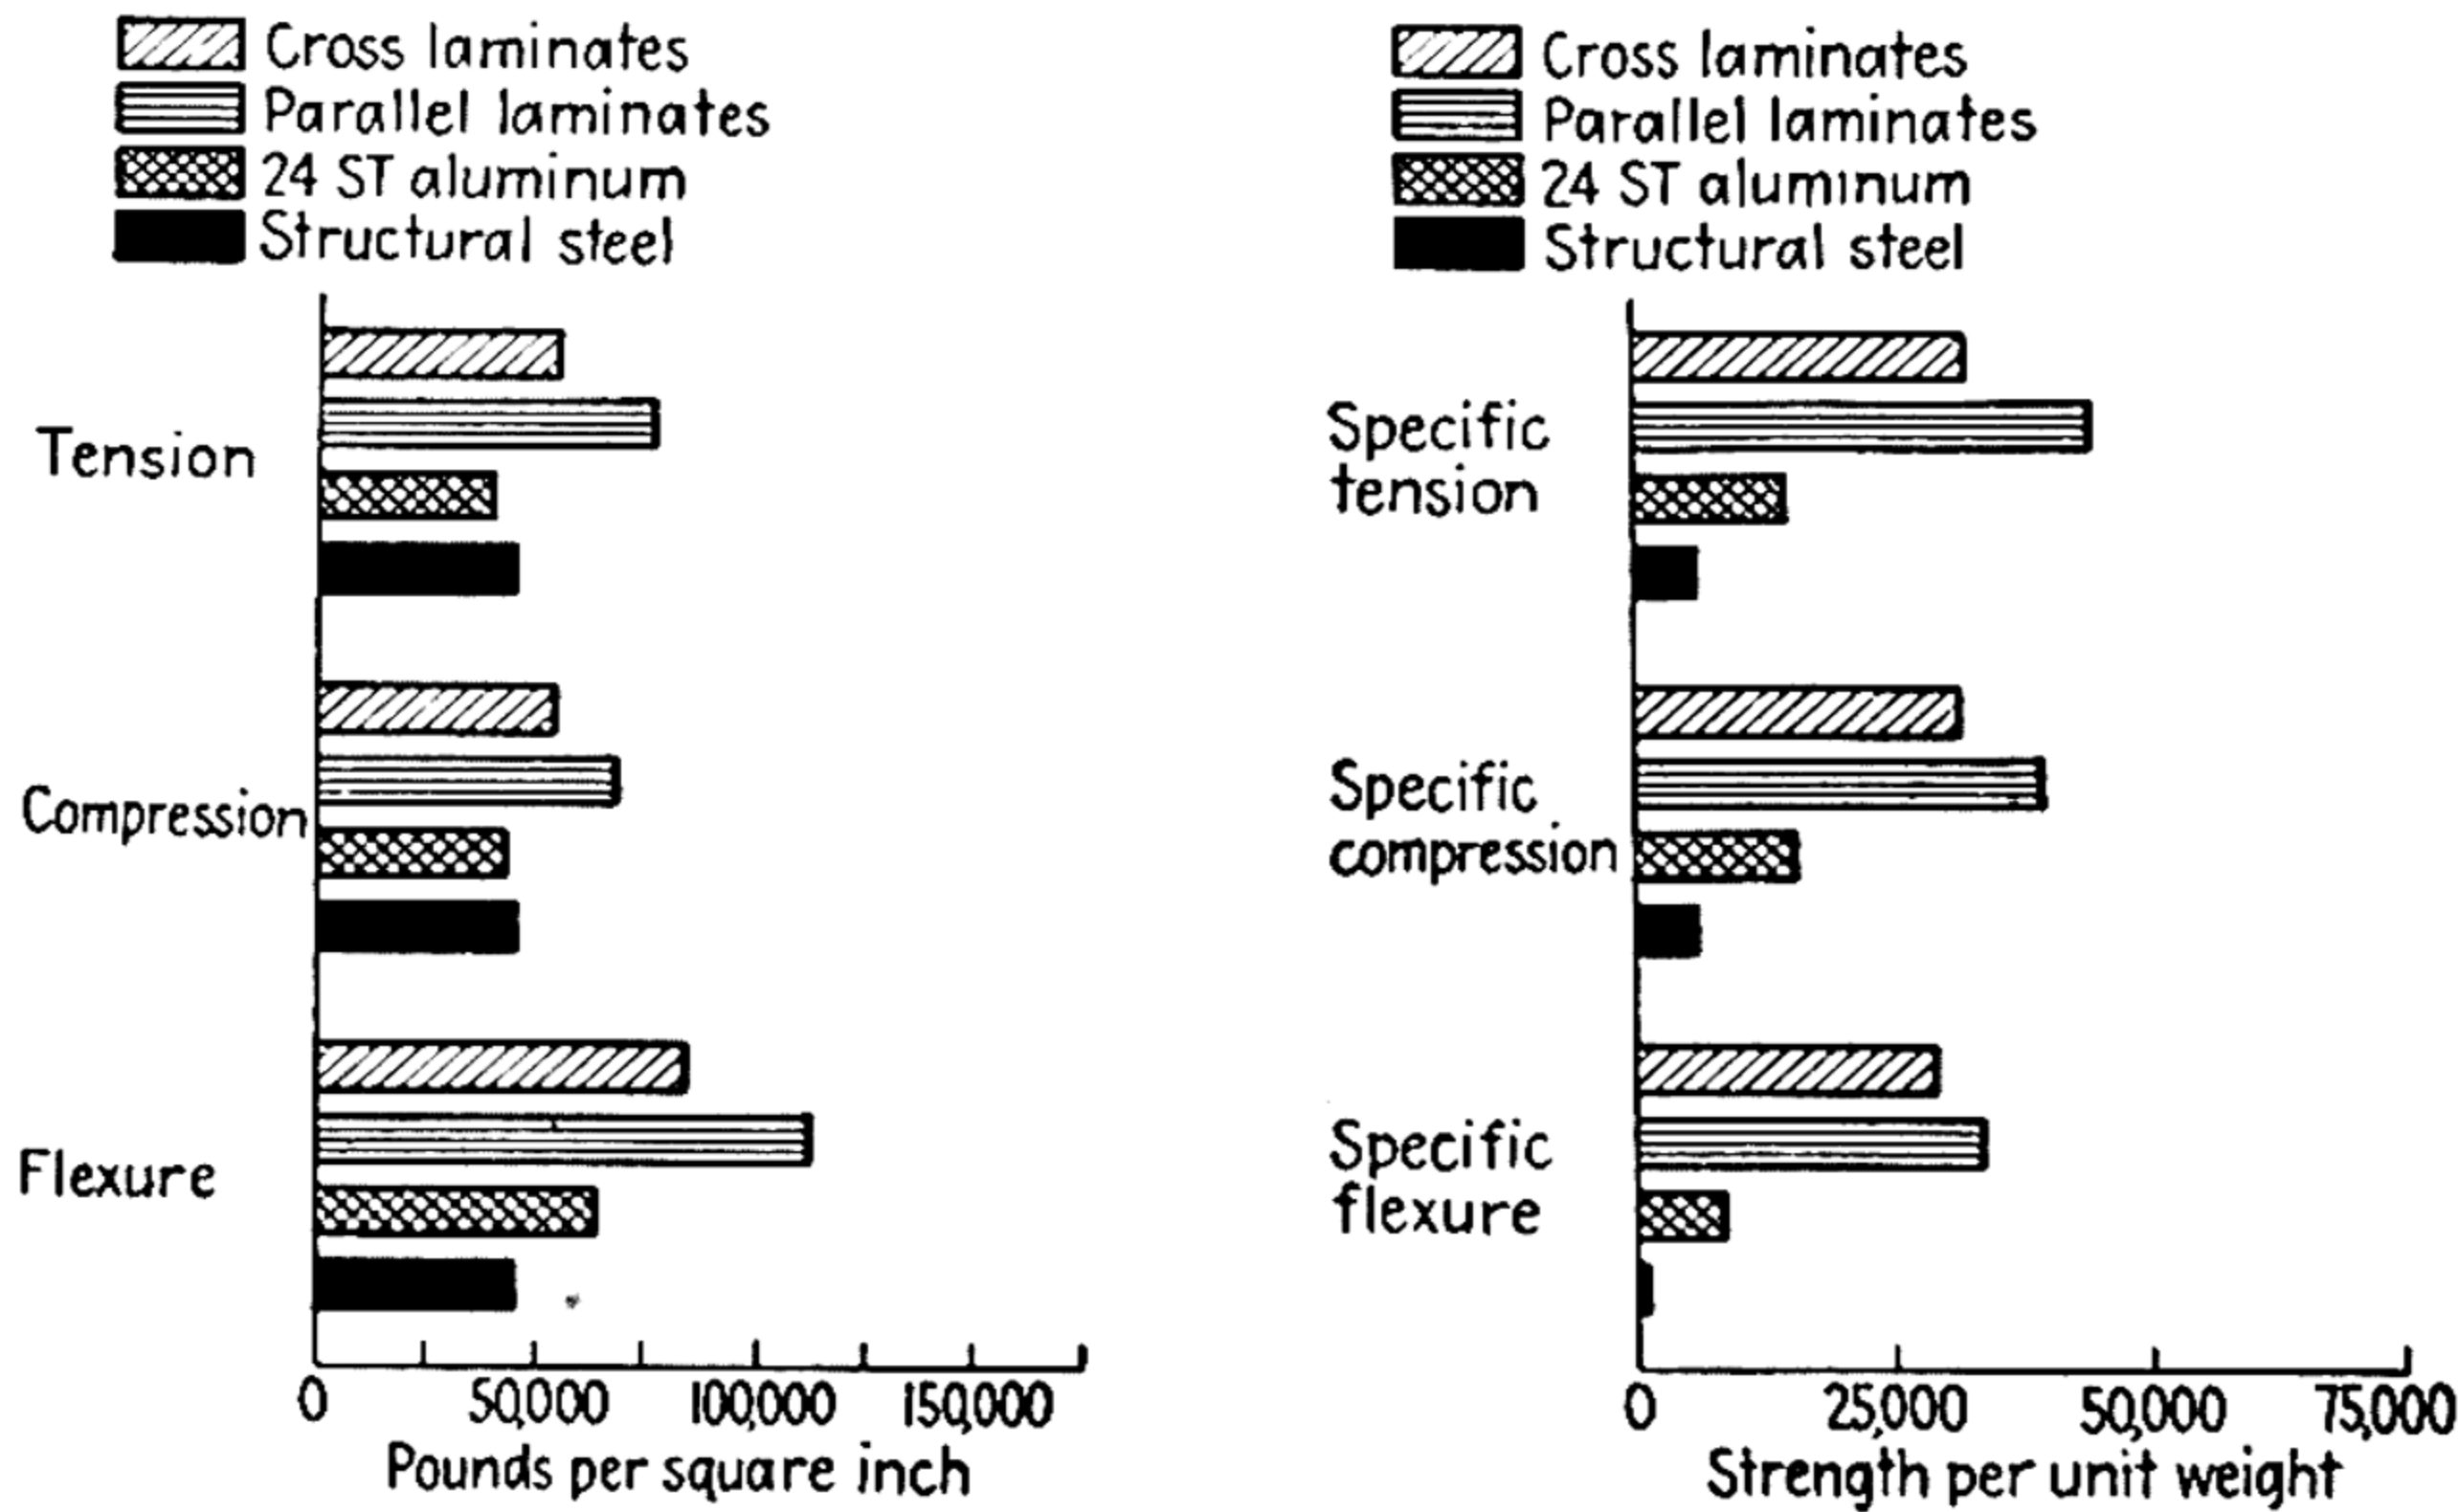 Cross laminates
Parallel laminates
24 ST aluminum
Structural steel
Tension
Compression
Flexure
0 50,000 100,000 150,000
Pounds per square inch
Cross laminates
Parallel laminates
24 ST aluminum
Structural steel
Specific
tension
Specific
compression
Specific
flexure
0 25,000 50,000 75,000
Strength per unit weight